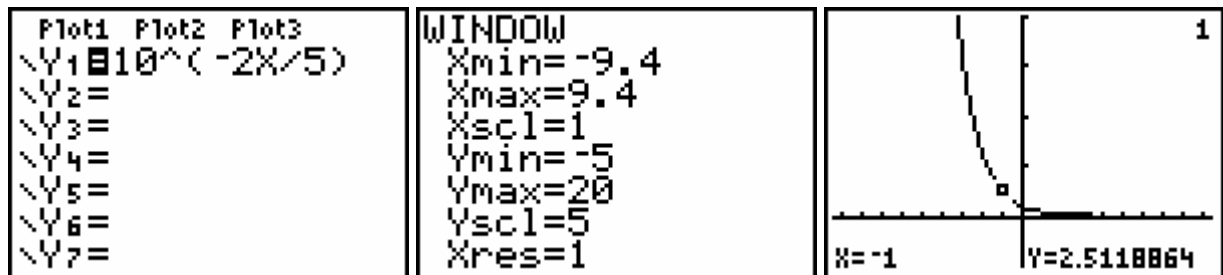 Plot1 Plot2 Plot3
\Y1=10^(-2X/5)
\Y2=
\Y3=
\Y4=
\Y5=
\Y6=
\Y7=
WINDOW
Xmin=-9.4
Xmax=9.4
Xscl=1
Ymin=-5
Ymax=20
Yscl=5
Xres=1
1
X=-1 Y=2.5118864